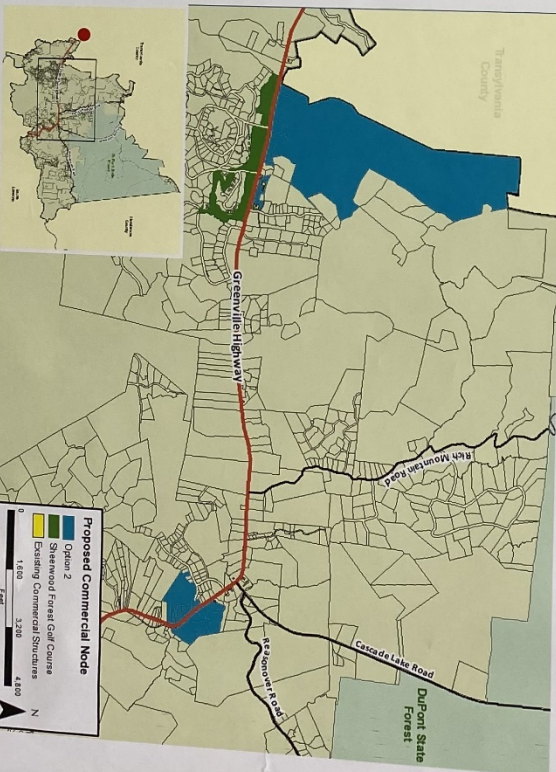 Transylvania
County
Greenville Highway
Rich Mountain Road
Cascade Lake Road
Reasonover Road
DuPont State
Forest
Proposed Commercial Node
Option 2
Sheerwood Forest Golf Course
Exsisting Commercial Structures
0 1,600 3,200 4,800
Feet
N